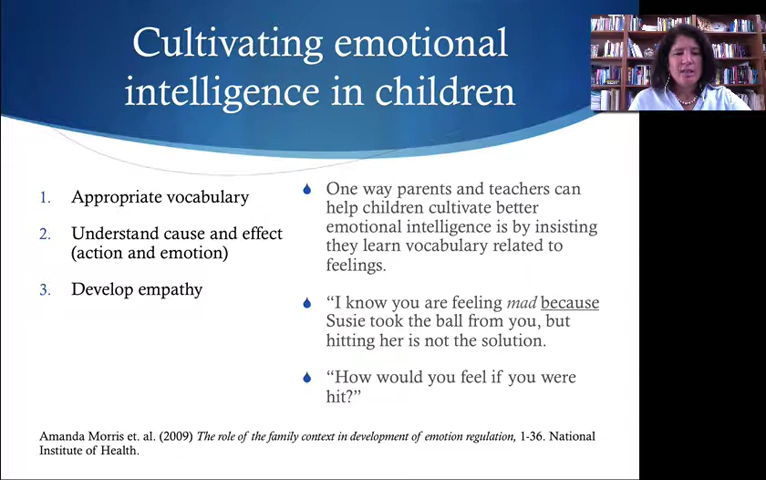 Cultivating emotional
intelligence in children
1. Appropriate vocabulary
2. Understand cause and effect
(action and emotion)
3. Develop empathy
One way parents and teachers can
help children cultivate better
emotional intelligence is by insisting
they learn vocabulary related to
feelings.
“I know you are feeling mad because
Susie took the ball from you, but
hitting her is not the solution.
“How would you feel if you were
hit?”
Amanda Morris et. al. (2009) The role of the family context in development of emotion regulation, 1-36. National
Institute of Health.